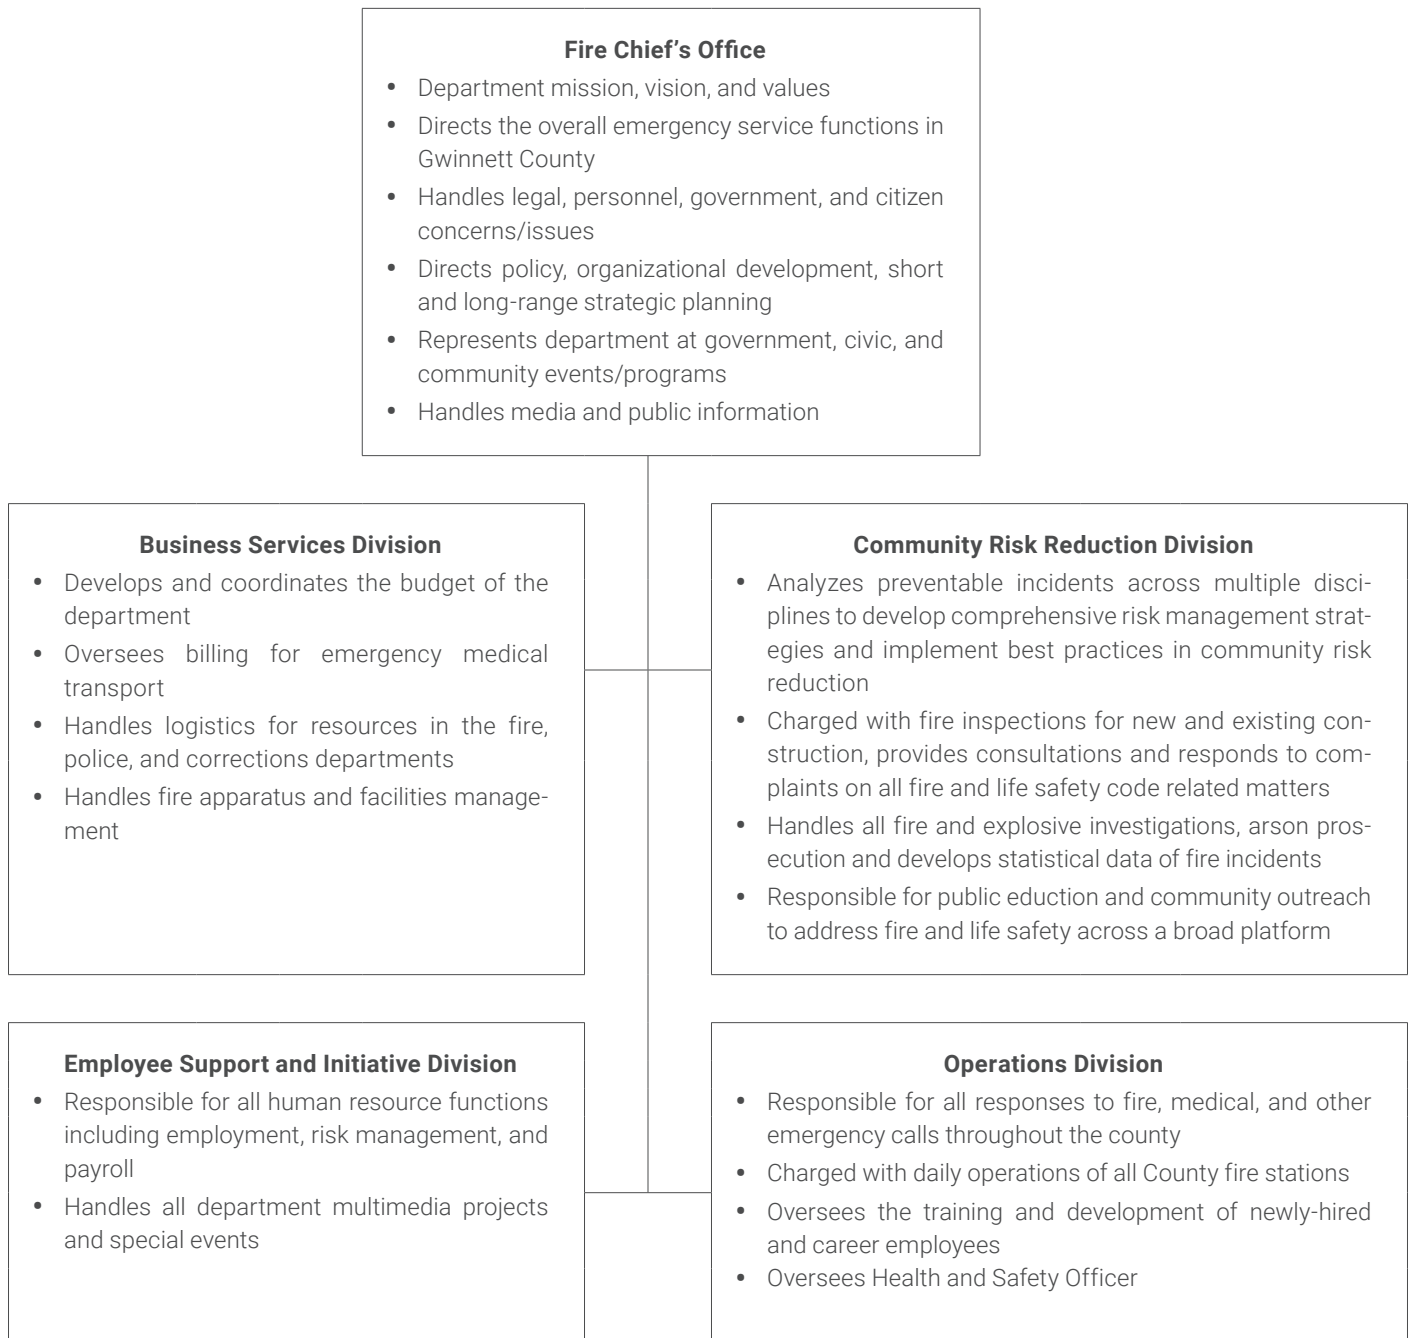 Fire Chief's Office
• Department mission, vision, and values
• Directs the overall emergency service functions in
Gwinnett County
• Handles legal, personnel, government, and citizen
concerns/issues
• Directs policy, organizational development, short
and long-range strategic planning
• Represents department at government, civic, and
community events/programs
• Handles media and public information
Business Services Division
• Develops and coordinates the budget of the
department
• Oversees billing for emergency medical
transport
• Handles logistics for resources in the fire,
police, and corrections departments
• Handles fire apparatus and facilities manage-
ment
Community Risk Reduction Division
• Analyzes preventable incidents across multiple disci-
plines to develop comprehensive risk management strat-
egies and implement best practices in community risk
reduction
• Charged with fire inspections for new and existing con-
struction, provides consultations and responds to com-
plaints on all fire and life safety code related matters
• Handles all fire and explosive investigations, arson pros-
ecution and develops statistical data of fire incidents
• Responsible for public eduction and community outreach
to address fire and life safety across a broad platform
Employee Support and Initiative Division
• Responsible for all human resource functions
including employment, risk management, and
payroll
• Handles all department multimedia projects
and special events
Operations Division
• Responsible for all responses to fire, medical, and other
emergency calls throughout the county
• Charged with daily operations of all County fire stations
• Oversees the training and development of newly-hired
and career employees
• Oversees Health and Safety Officer